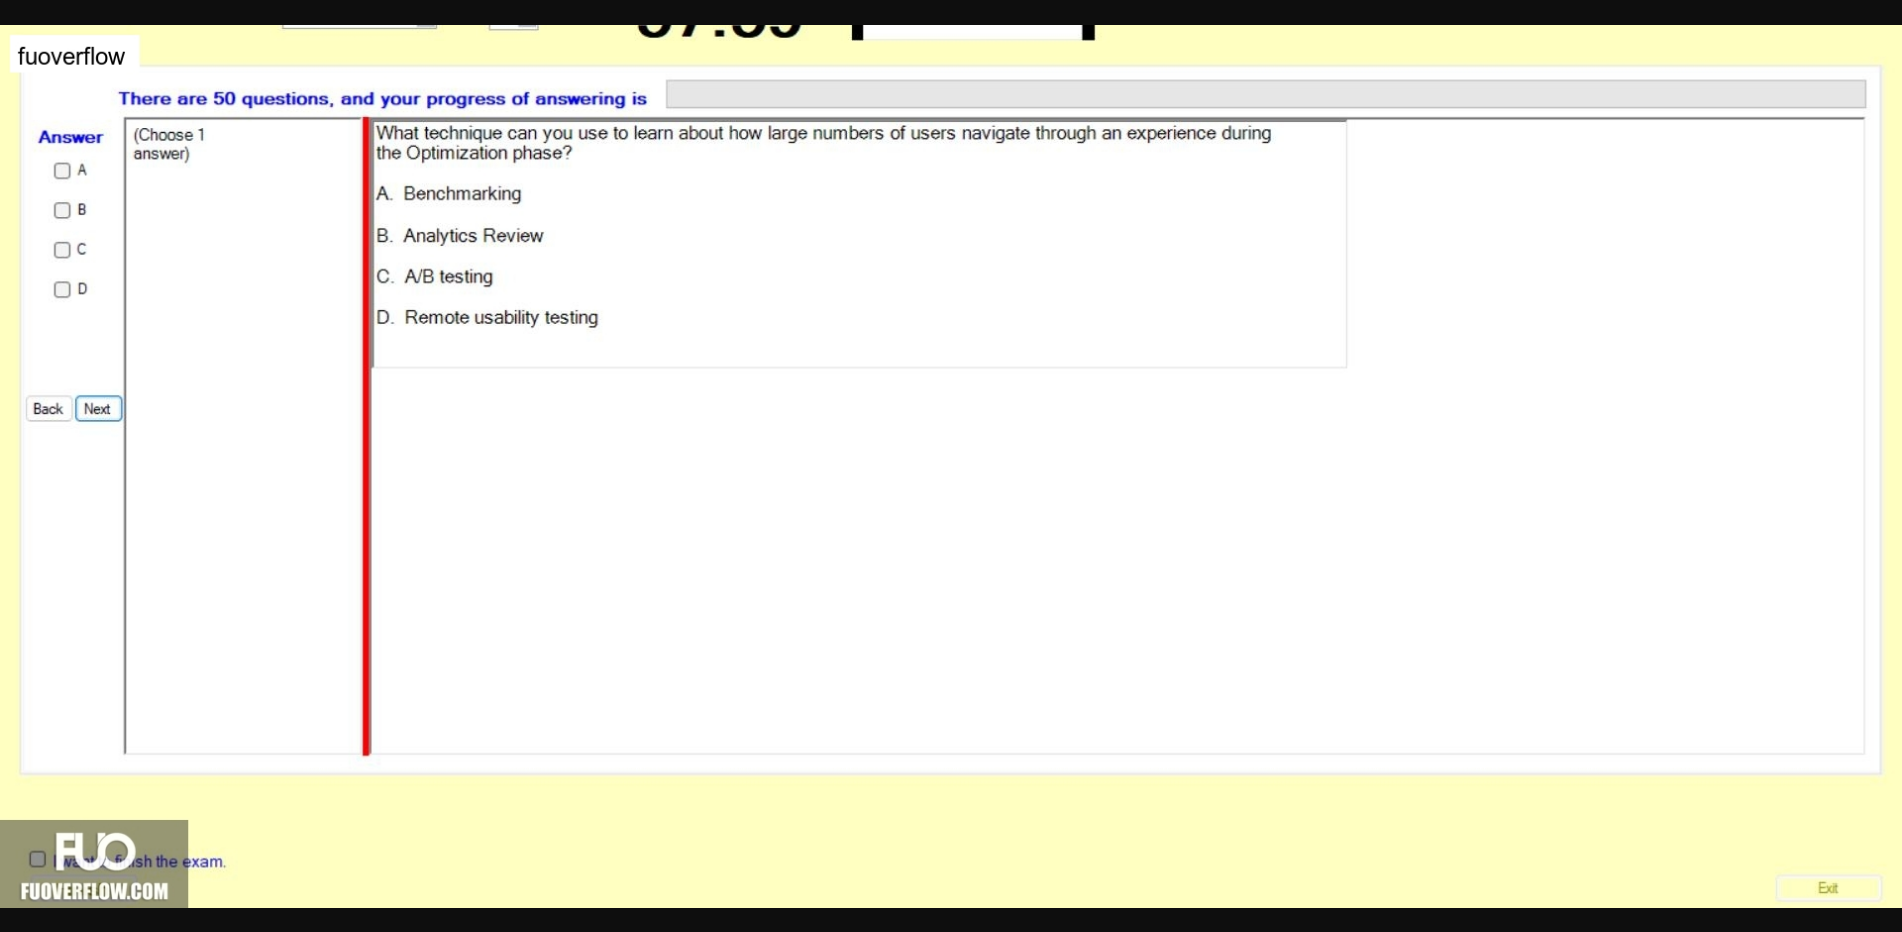 fuoverflow
There are 50 questions, and your progress of answering is
Answer
A
B
C
D
(Choose 1
answer)
What technique can you use to learn about how large numbers of users navigate through an experience during
the Optimization phase?
A. Benchmarking
B. Analytics Review
C. A/B testing
D. Remote usability testing
Back Next
FUO
the exam.
FUOVERFLOW.COM
Exit